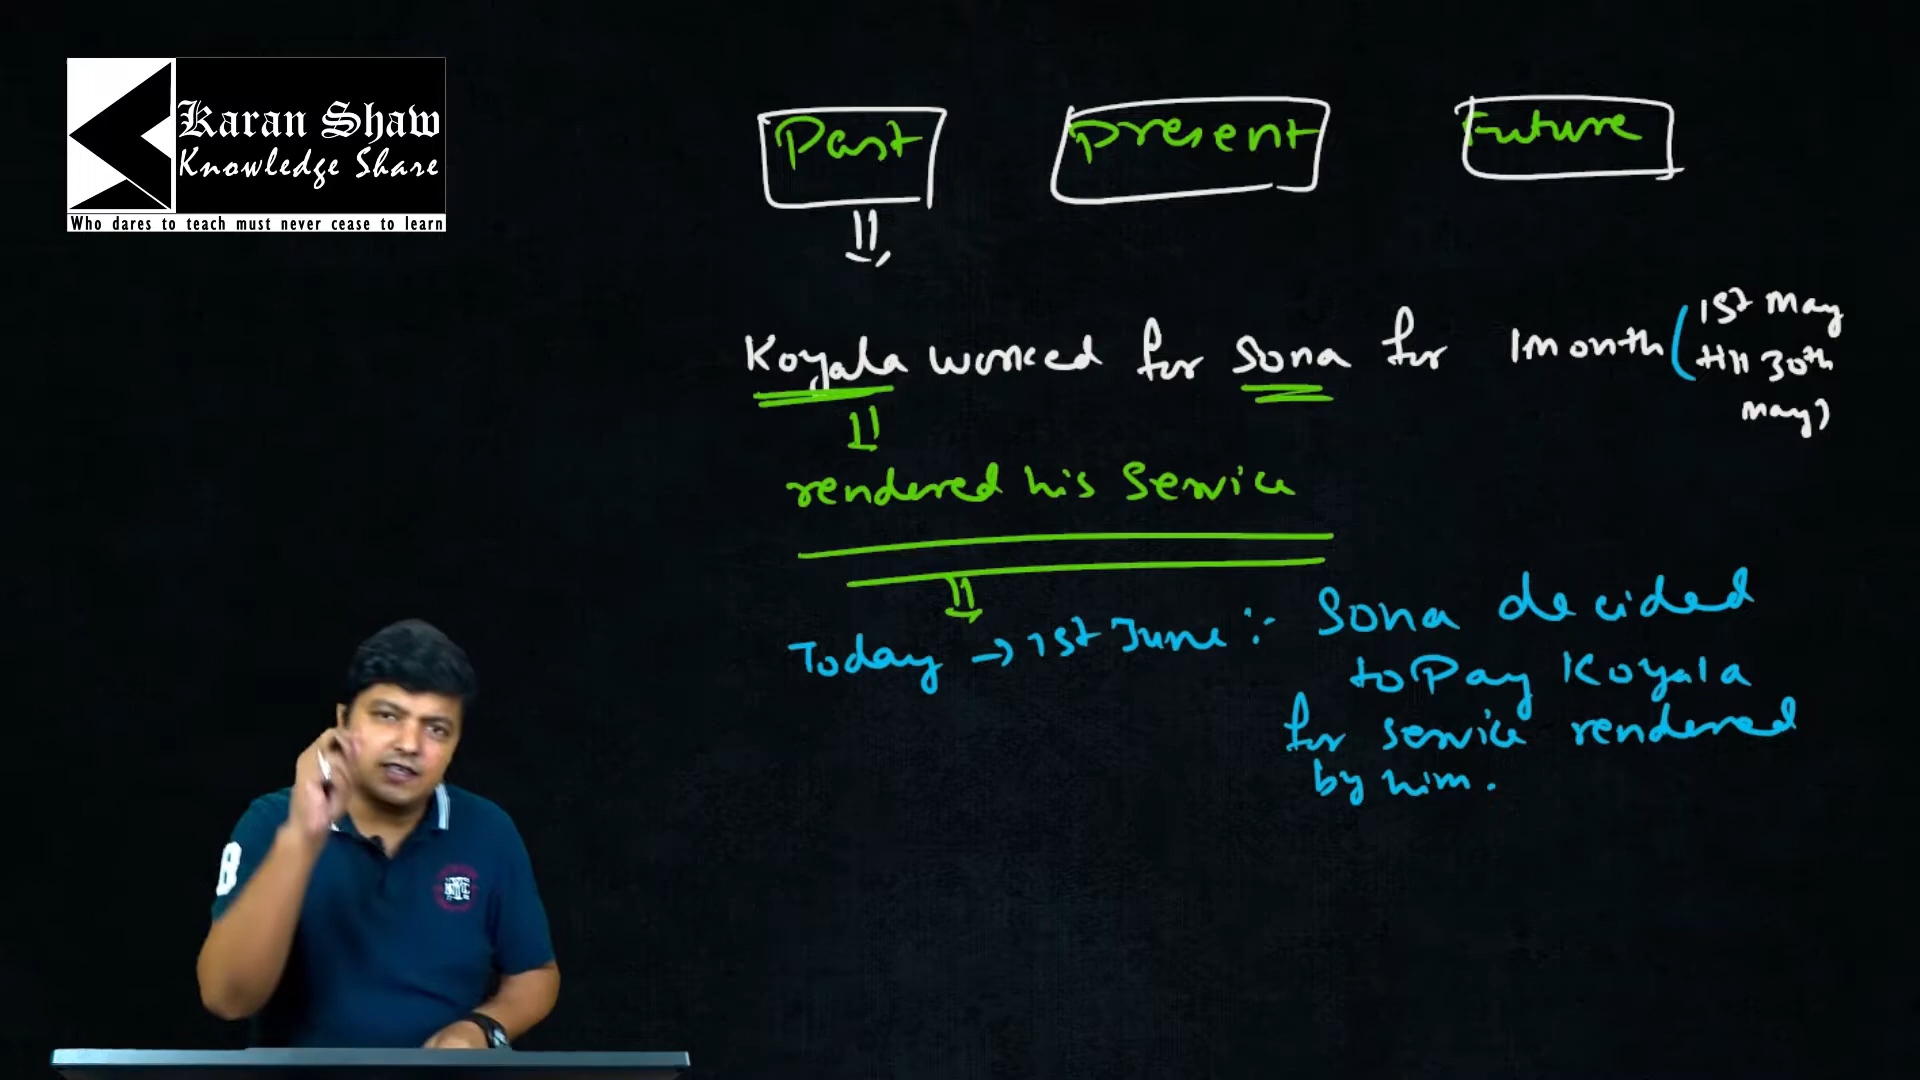 Karan Shaw
Knowledge Share
Who dares to teach must never cease to learn
Past Present Future
Koyala worked for Sona for 1 month (1st May
till 30th
May)
rendered his Service
Today → 1st June :- Sona decided
to Pay Koyala
for service rendered
by him.
B